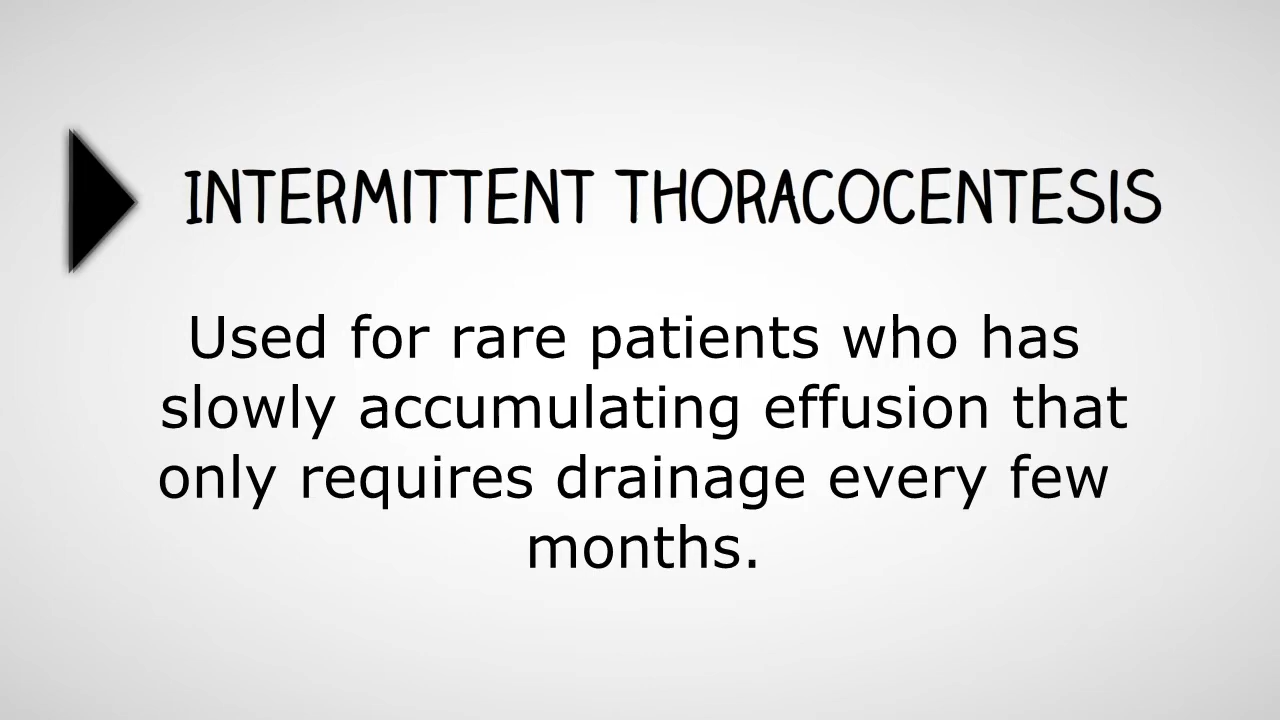 INTERMITTENT THORACOCENTESIS
Used for rare patients who has
slowly accumulating effusion that
only requires drainage every few
months.